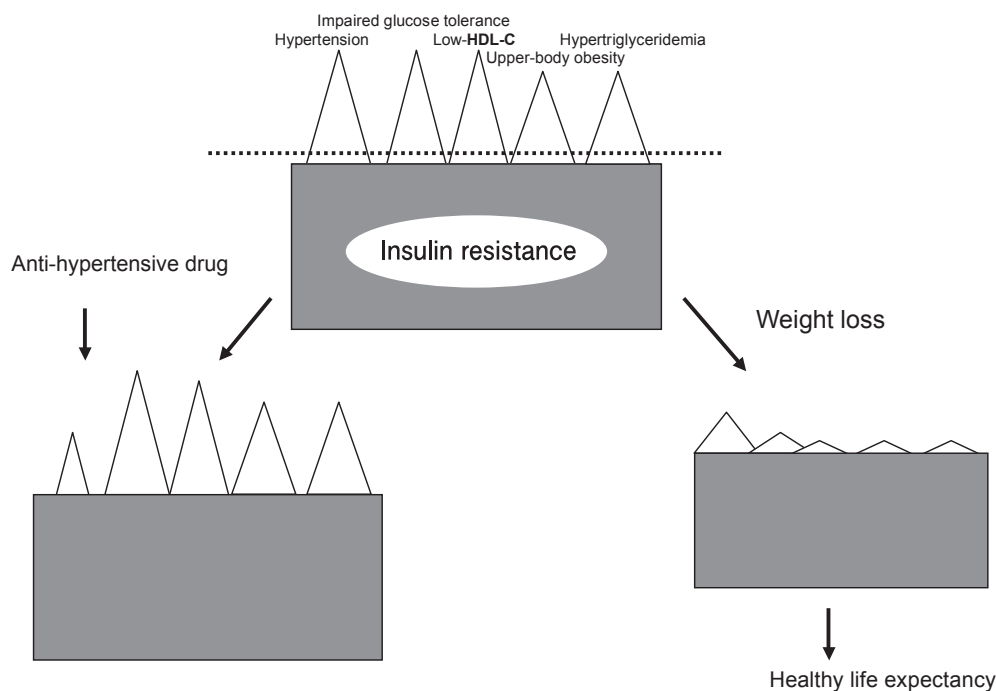 Impaired glucose tolerance
Hypertension
Low-HDL-C
Hypertriglyceridemia
Upper-body obesity
Insulin resistance
Anti-hypertensive drug
Weight loss
Healthy life expectancy